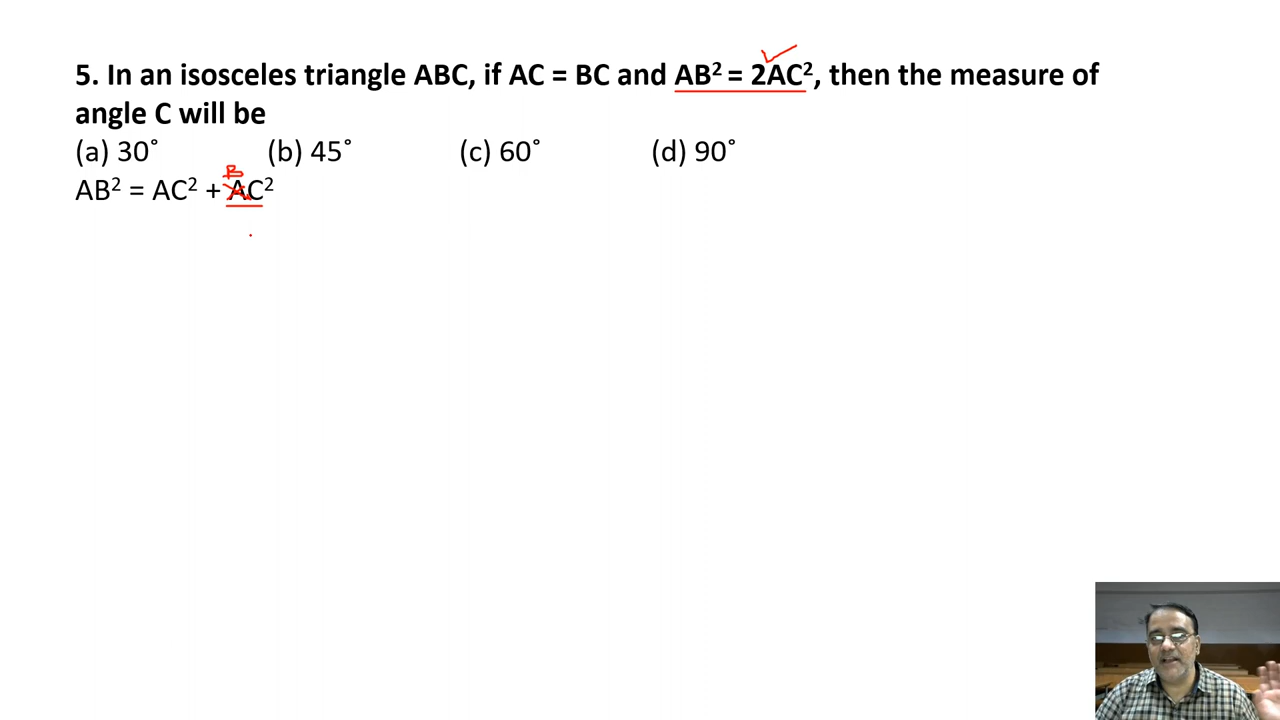 5. In an isosceles triangle ABC, if AC = BC and AB² = 2AC², then the measure of
angle C will be
(a) 30˚ (b) 45˚ (c) 60˚ (d) 90˚
B
AB² = AC² + AC²